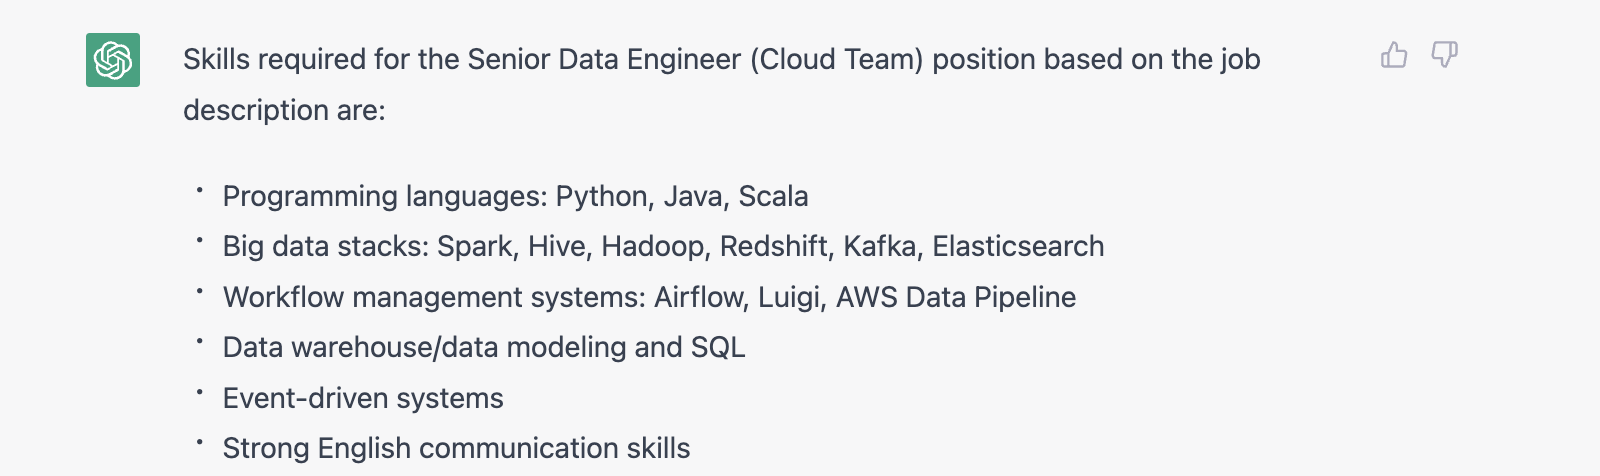 Skills required for the Senior Data Engineer (Cloud Team) position based on the job
description are:
• Programming languages: Python, Java, Scala
• Big data stacks: Spark, Hive, Hadoop, Redshift, Kafka, Elasticsearch
• Workflow management systems: Airflow, Luigi, AWS Data Pipeline
• Data warehouse/data modeling and SQL
• Event-driven systems
• Strong English communication skills